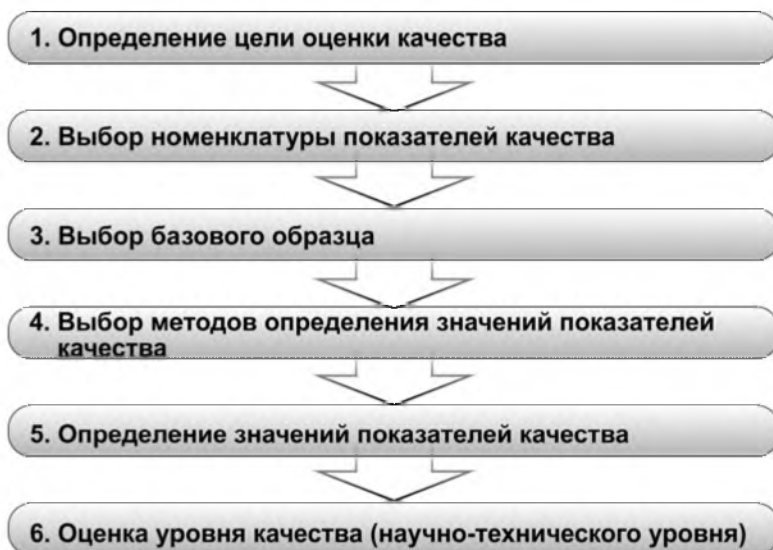 1. Определение цели оценки качества
2. Выбор номенклатуры показателей качества
3. Выбор базового образца
4. Выбор методов определения значений показателей
качества
5. Определение значений показателей качества
6. Оценка уровня качества (научно-технического уровня)